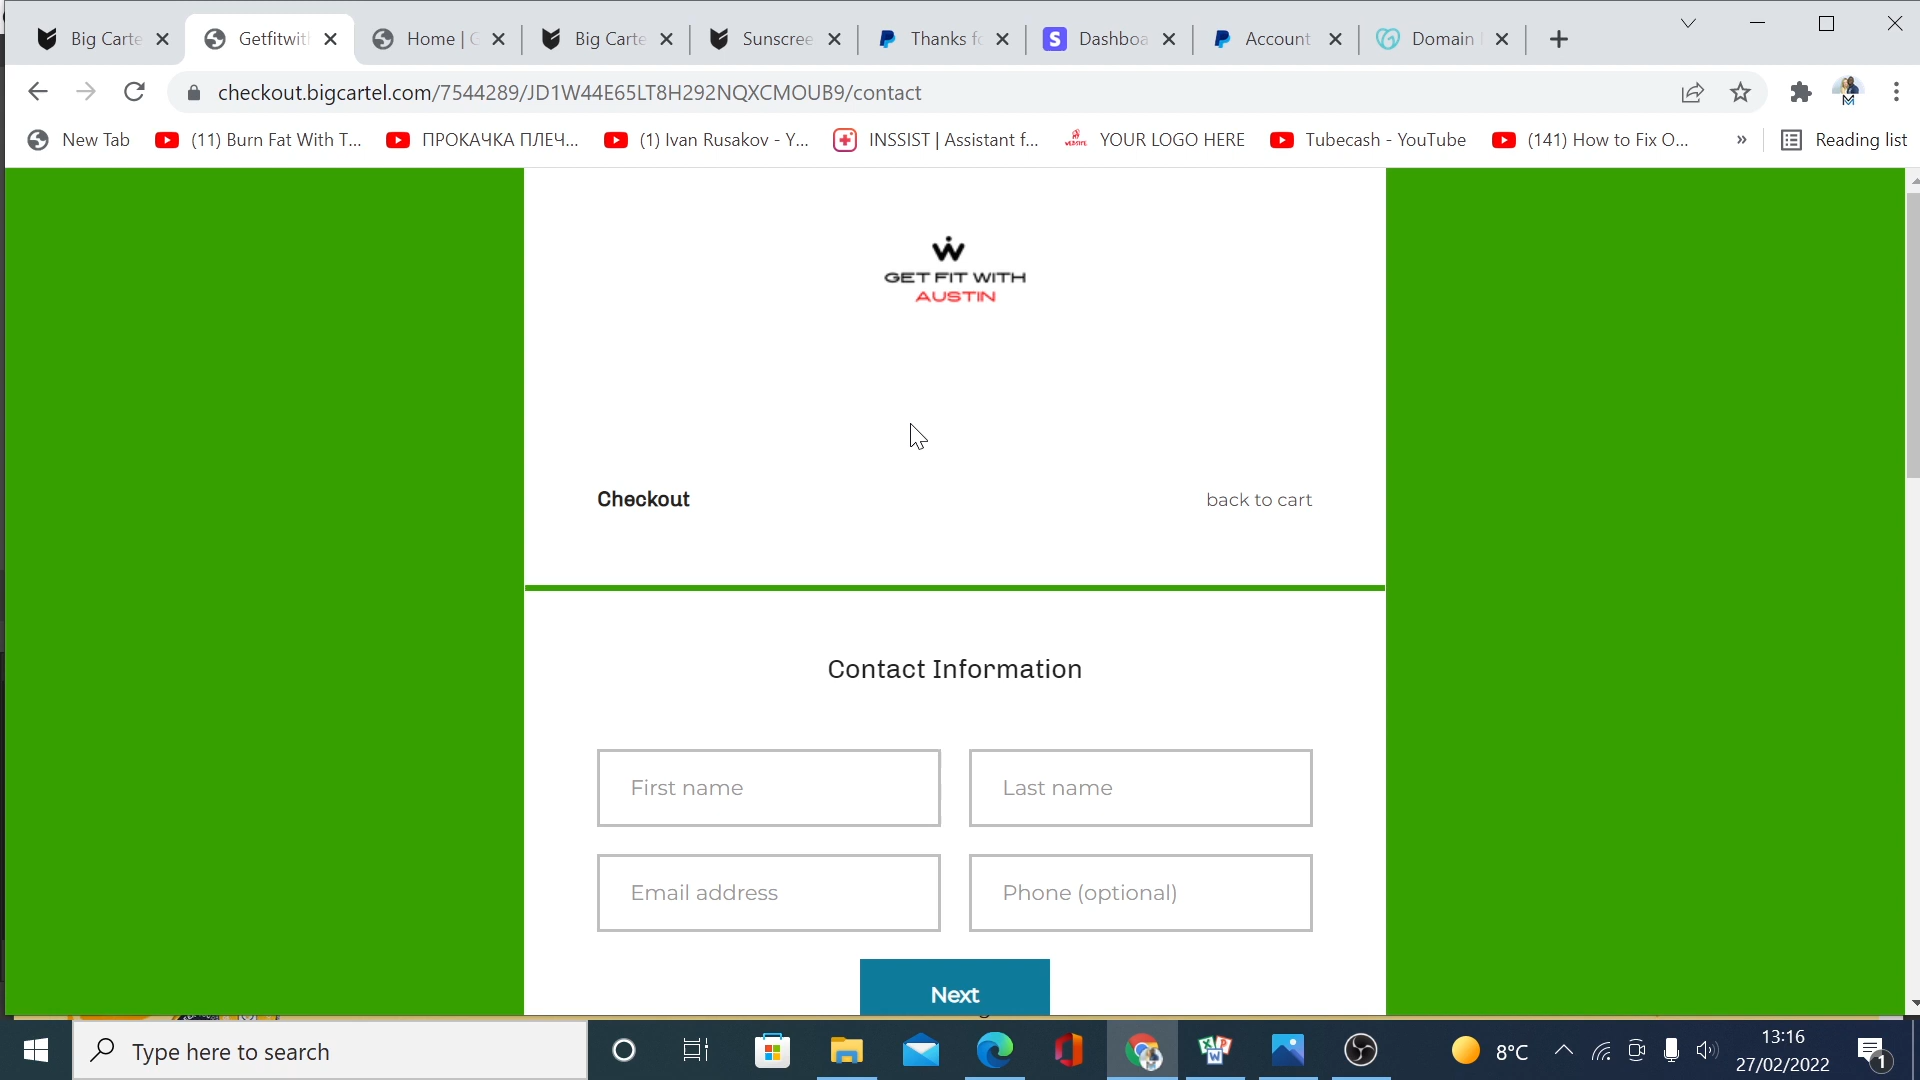 Big Carte
Getfitwit
Home | G
Big Carte
Sunscree
Thanks fo
Dashboa
Account
Domain
checkout.bigcartel.com/7544289/JD1W44E65LT8H292NQXCMOUB9/contact
New Tab
(11) Burn Fat With T...
ПРОКАЧКА ПЛЕЧ...
(1) Ivan Rusakov - Y...
INSSIST | Assistant f...
YOUR LOGO HERE
Tubecash - YouTube
(141) How to Fix O...
»
Reading list
GET FIT WITH
AUSTIN
Checkout
back to cart
Contact Information
First name
Last name
Email address
Phone (optional)
Next
Type here to search
8°C
13:16
27/02/2022
1